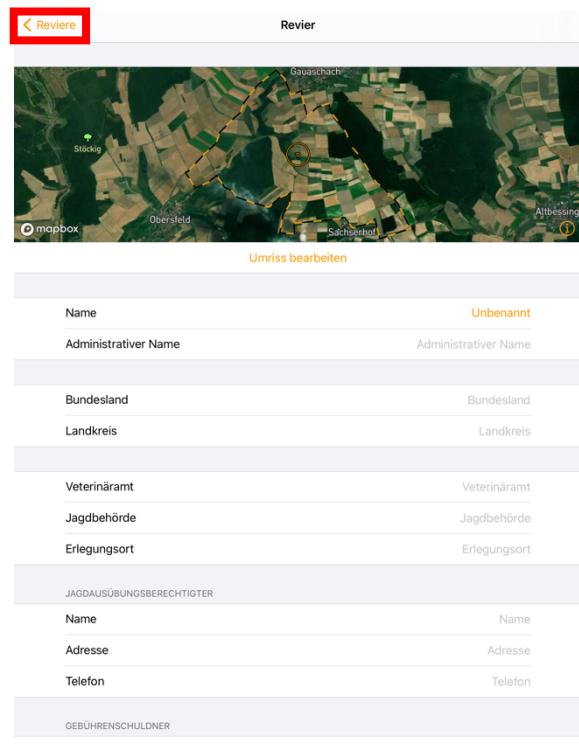 Reviere
Revier
Gauaschach
Stöckig
Obersfeld
Altbessing
mapbox
Sachserhof
Umriss bearbeiten
Name Unbenannt
Administrativer Name Administrativer Name
Bundesland Bundesland
Landkreis Landkreis
Veterinäramt Veterinäramt
Jagdbehörde Jagdbehörde
Erlegungsort Erlegungsort
JAGDAUSÜBUNGSBERECHTIGTER
Name Name
Adresse Adresse
Telefon Telefon
GEBÜHRENSCHULDNER